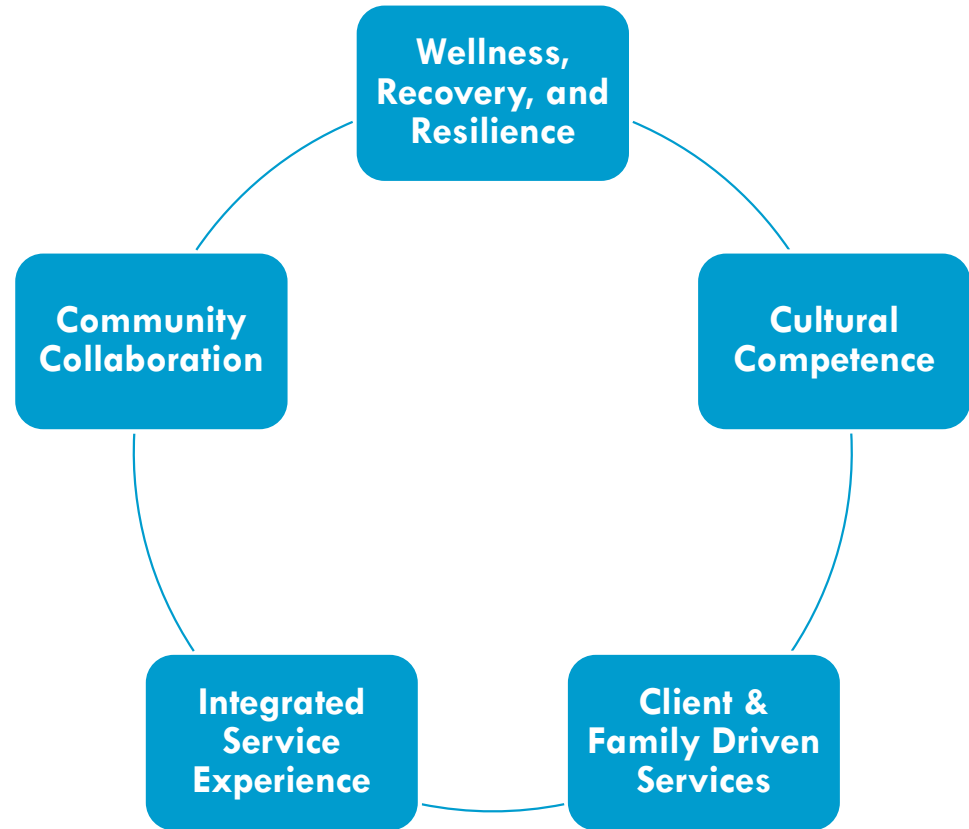 Wellness,
Recovery, and
Resilience
Cultural
Competence
Client &
Family Driven
Services
Integrated
Service
Experience
Community
Collaboration